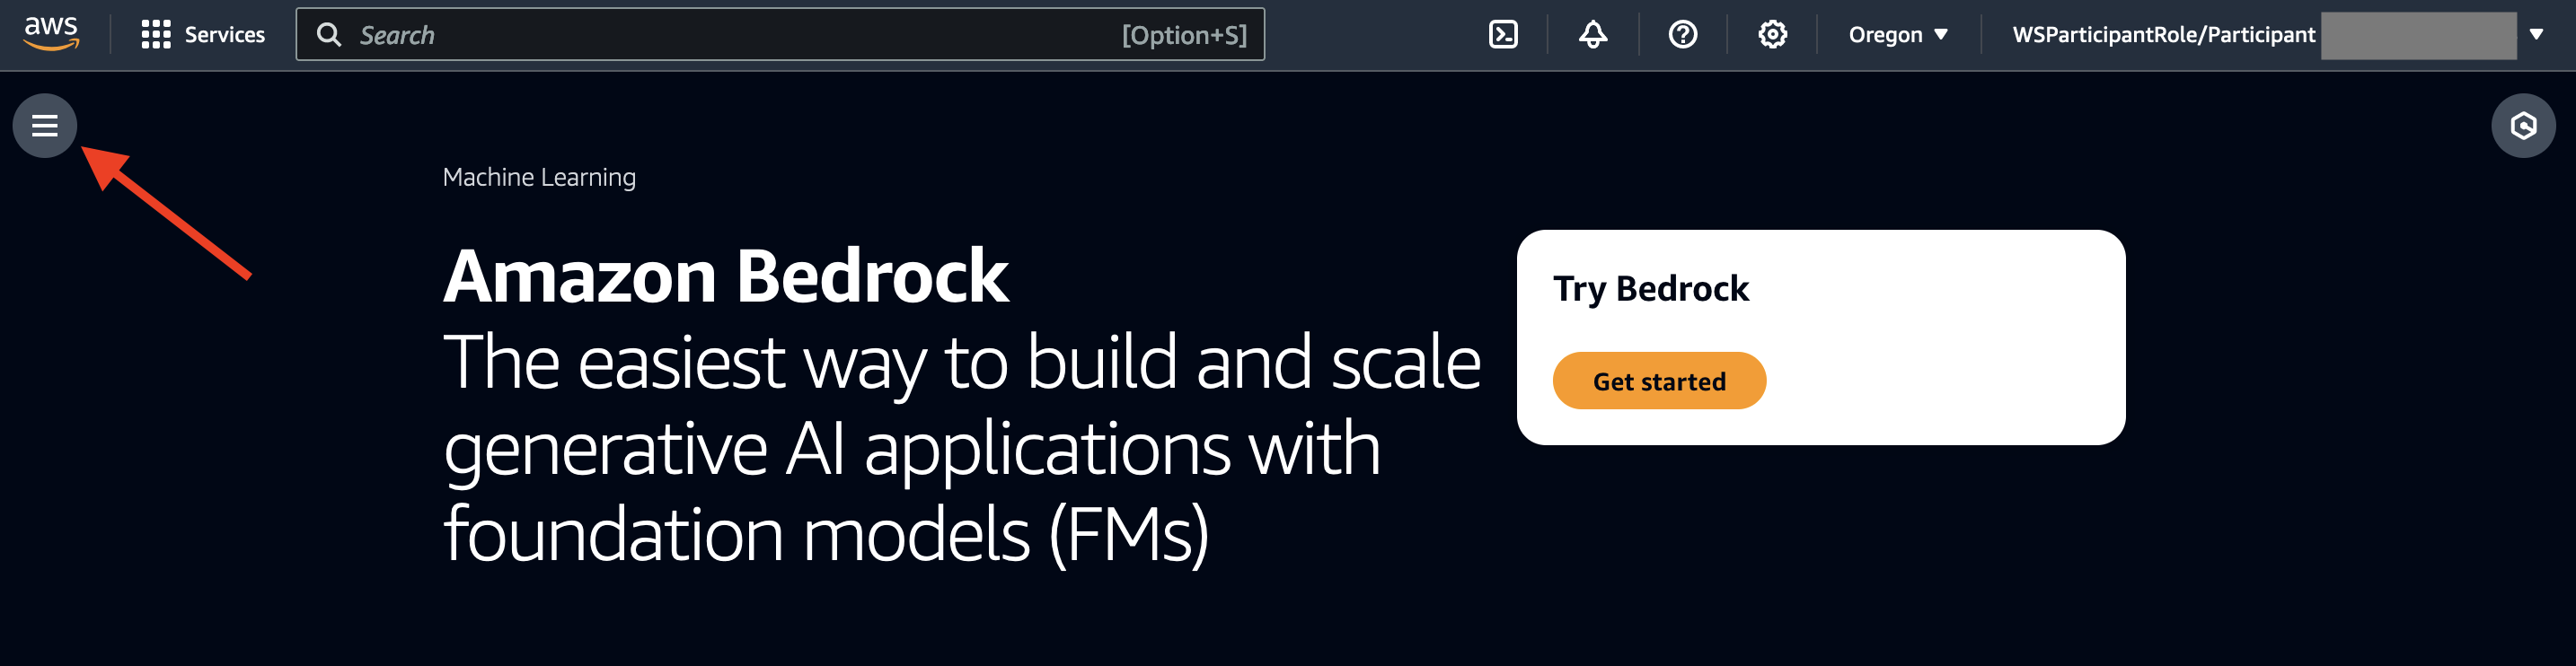 aws
Services
Search
[Option+S]
Oregon
WSParticipantRole/Participant
Machine Learning
Amazon Bedrock
The easiest way to build and scale
generative AI applications with
foundation models (FMs)
Try Bedrock
Get started